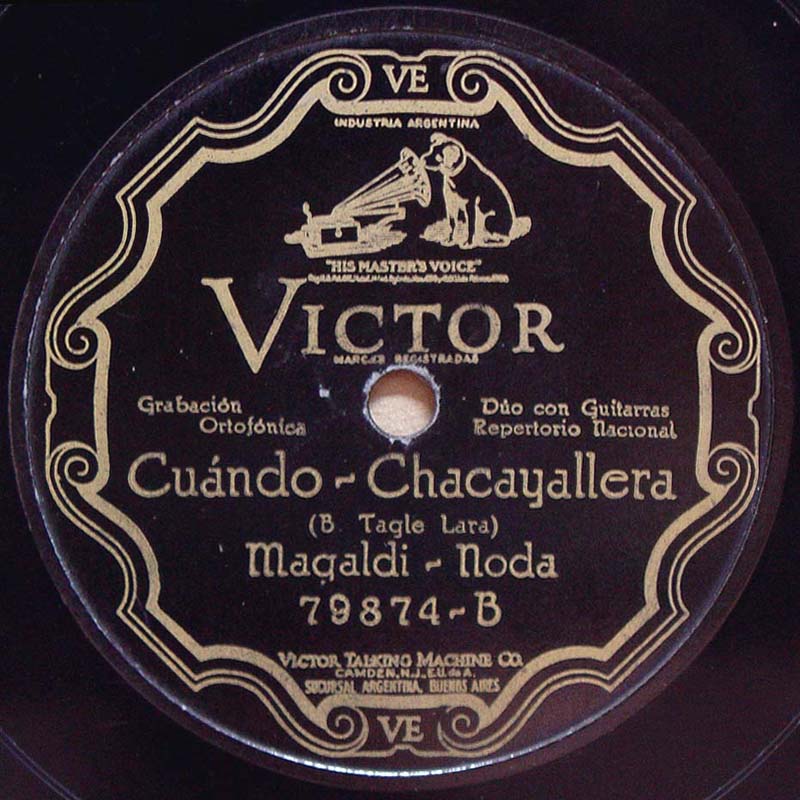 VE
INDUSTRIA ARGENTINA
"HIS MASTER'S VOICE"
VICTOR
MARCAS REGISTRADAS
Grabación
Ortofónica
Dúo con Guitarras
Repertorio Nacional
Cuándo - Chacayallera
(B. Tagle Lara)
Magaldi - Noda
79874-B
VICTOR TALKING MACHINE CO.
CAMDEN, N.J., E.U. de A.
SUCURSAL ARGENTINA, BUENOS AIRES
VE